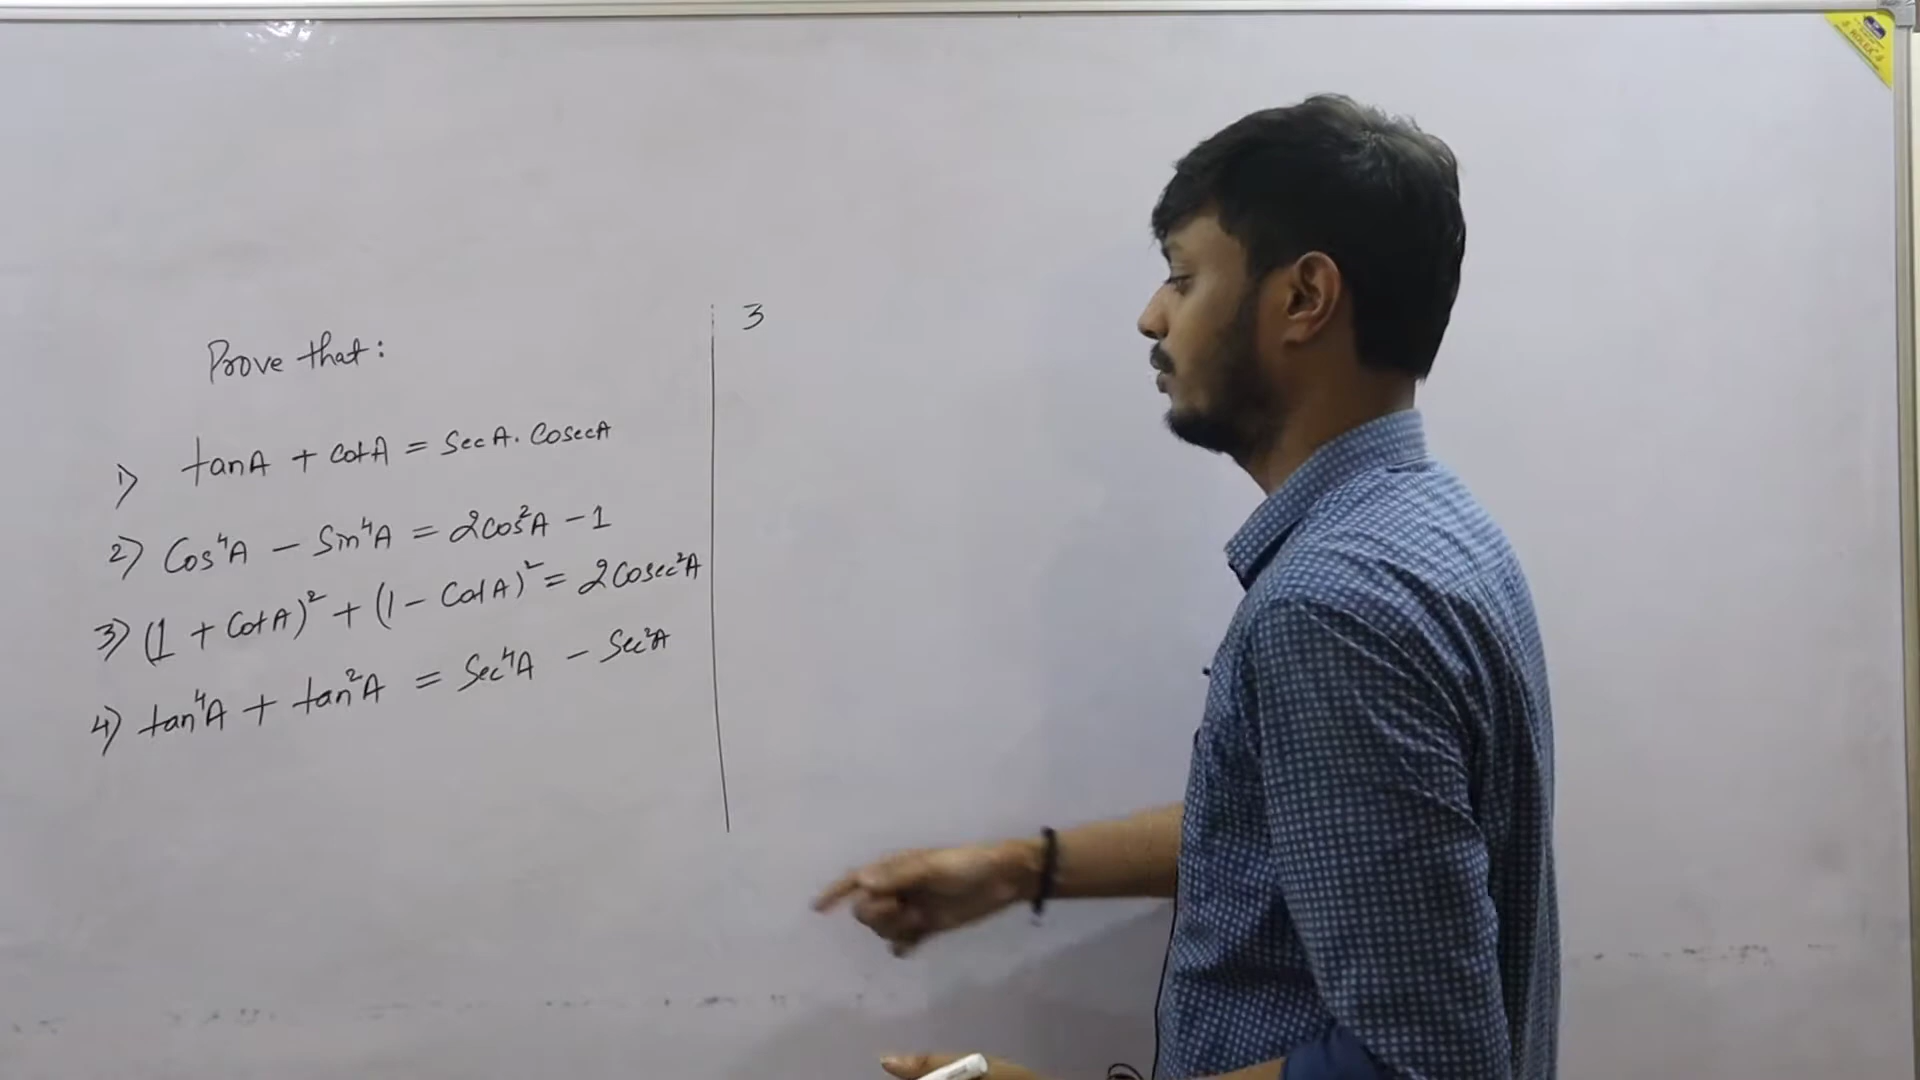 Prove that:
1) tanA + cotA = SecA. CosecA
2) Cos⁴A - Sin⁴A = 2cos²A - 1
3) (1 + CotA)² + (1 - CotA)² = 2Cosec²A
4) tan⁴A + tan²A = Sec⁴A - Sec²A
3